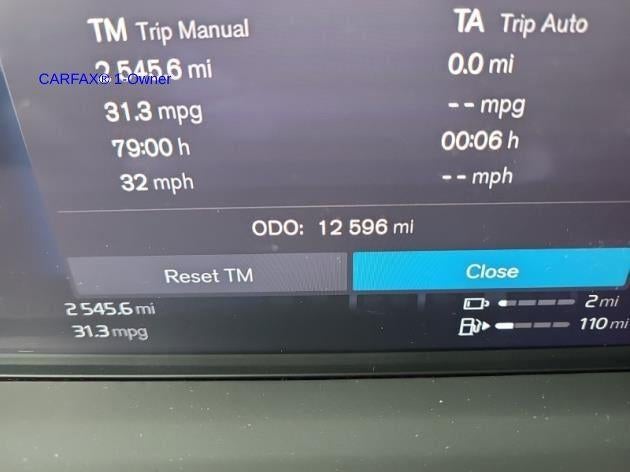 TM Trip Manual
TA Trip Auto
2 545.6 mi
0.0 mi
CARFAX® 1-Owner
31.3 mpg
-- mpg
79:00 h
00:06 h
32 mph
-- mph
ODO: 12 596 mi
Reset TM
Close
2 545.6 mi
2 mi
31.3 mpg
110 mi